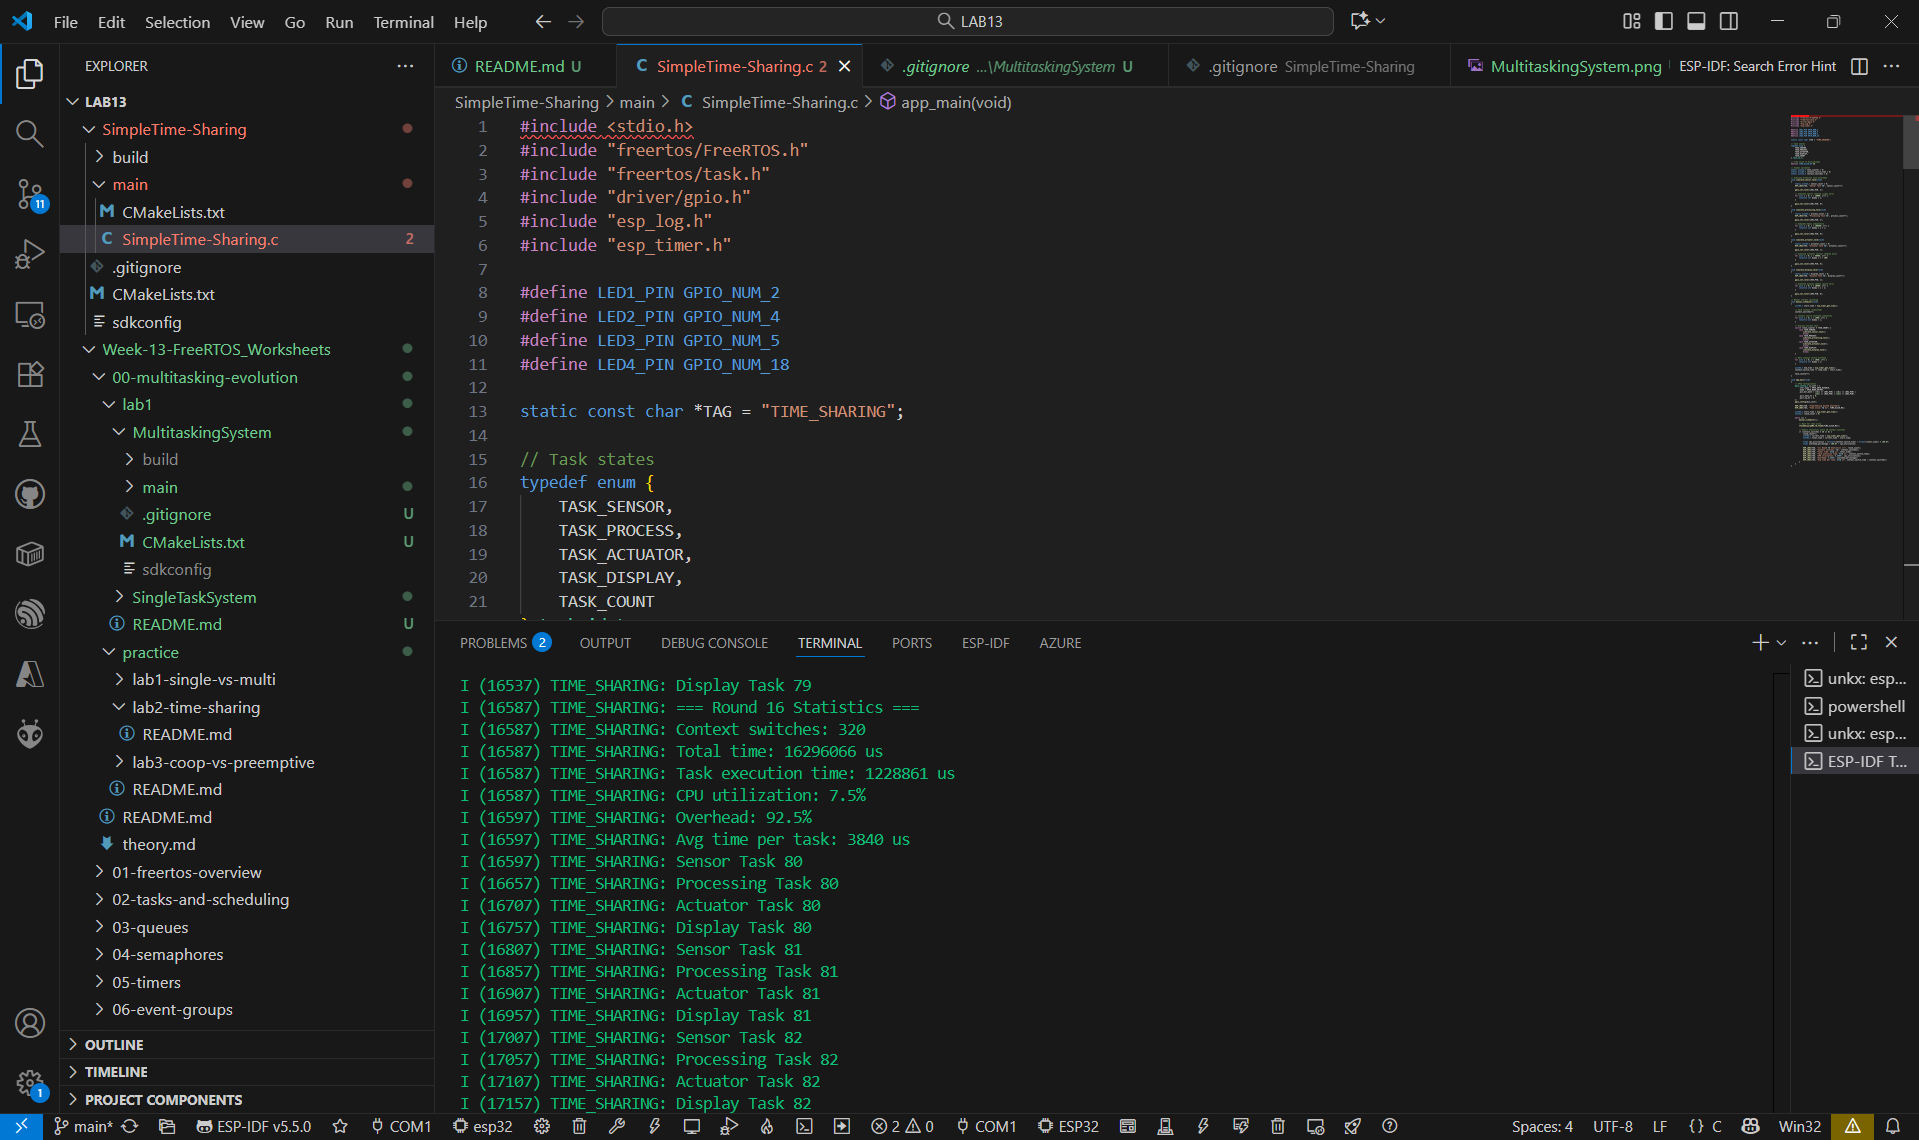 File Edit Selection View Go Run Terminal Help
LAB13
EXPLORER
LAB13
SimpleTime-Sharing
build
main
CMakeLists.txt
SimpleTime-Sharing.c 2
.gitignore
CMakeLists.txt
sdkconfig
Week-13-FreeRTOS_Worksheets
00-multitasking-evolution
lab1
MultitaskingSystem
build
main
.gitignore U
CMakeLists.txt U
sdkconfig
SingleTaskSystem
README.md U
practice
lab1-single-vs-multi
lab2-time-sharing
README.md
lab3-coop-vs-preemptive
README.md
README.md
theory.md
01-freertos-overview
02-tasks-and-scheduling
03-queues
04-semaphores
05-timers
06-event-groups
OUTLINE
TIMELINE
PROJECT COMPONENTS
11
1
README.md U
SimpleTime-Sharing.c 2
.gitignore ...\MultitaskingSystem U
.gitignore SimpleTime-Sharing
MultitaskingSystem.png
ESP-IDF: Search Error Hint
SimpleTime-Sharing > main > C SimpleTime-Sharing.c > app_main(void)
1 #include <stdio.h>
2 #include "freertos/FreeRTOS.h"
3 #include "freertos/task.h"
4 #include "driver/gpio.h"
5 #include "esp_log.h"
6 #include "esp_timer.h"
7
8 #define LED1_PIN GPIO_NUM_2
9 #define LED2_PIN GPIO_NUM_4
10 #define LED3_PIN GPIO_NUM_5
11 #define LED4_PIN GPIO_NUM_18
12
13 static const char *TAG = "TIME_SHARING";
14
15 // Task states
16 typedef enum {
17 TASK_SENSOR,
18 TASK_PROCESS,
19 TASK_ACTUATOR,
20 TASK_DISPLAY,
21 TASK_COUNT
PROBLEMS 2 OUTPUT DEBUG CONSOLE TERMINAL PORTS ESP-IDF AZURE
I (16537) TIME_SHARING: Display Task 79
I (16587) TIME_SHARING: === Round 16 Statistics ===
I (16587) TIME_SHARING: Context switches: 320
I (16587) TIME_SHARING: Total time: 16296066 us
I (16587) TIME_SHARING: Task execution time: 1228861 us
I (16587) TIME_SHARING: CPU utilization: 7.5%
I (16597) TIME_SHARING: Overhead: 92.5%
I (16597) TIME_SHARING: Avg time per task: 3840 us
I (16597) TIME_SHARING: Sensor Task 80
I (16657) TIME_SHARING: Processing Task 80
I (16707) TIME_SHARING: Actuator Task 80
I (16757) TIME_SHARING: Display Task 80
I (16807) TIME_SHARING: Sensor Task 81
I (16857) TIME_SHARING: Processing Task 81
I (16907) TIME_SHARING: Actuator Task 81
I (16957) TIME_SHARING: Display Task 81
I (17007) TIME_SHARING: Sensor Task 82
I (17057) TIME_SHARING: Processing Task 82
I (17107) TIME_SHARING: Actuator Task 82
I (17157) TIME_SHARING: Display Task 82
unkx: esp...
powershell
unkx: esp...
ESP-IDF T...
main* ESP-IDF v5.5.0 COM1 esp32 2 0 COM1 ESP32 Spaces: 4 UTF-8 LF {} C Win32